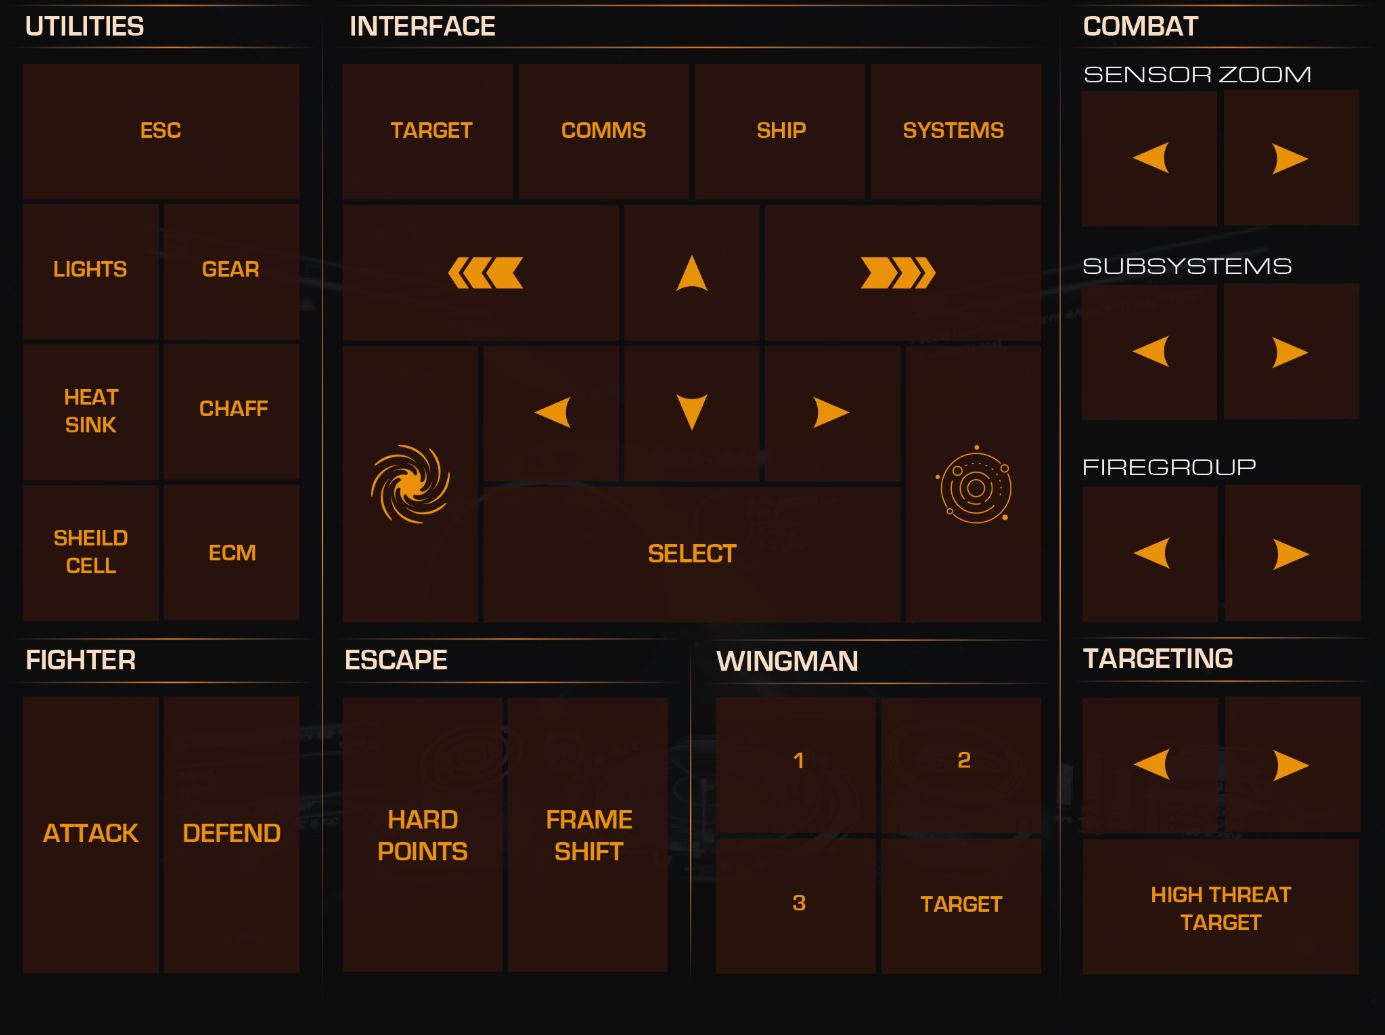 UTILITIES
ESC
LIGHTS
GEAR
HEAT
SINK
CHAFF
SHEILD
CELL
ECM
INTERFACE
TARGET
COMMS
SHIP
SYSTEMS
SELECT
COMBAT
SENSOR ZOOM
SUBSYSTEMS
FIREGROUP
FIGHTER
ATTACK
DEFEND
ESCAPE
HARD
POINTS
FRAME
SHIFT
WINGMAN
1
2
3
TARGET
TARGETING
HIGH THREAT
TARGET